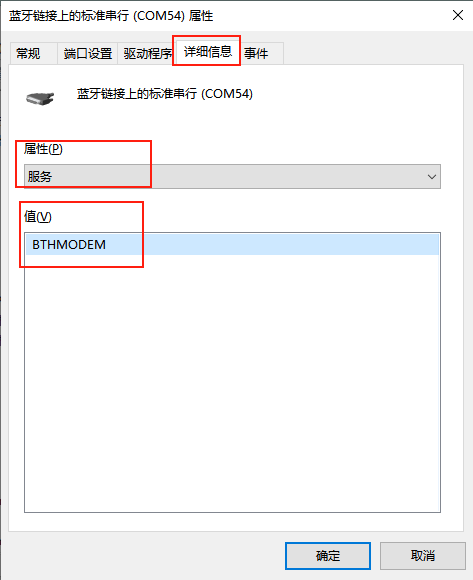 蓝牙链接上的标准串行 (COM54) 属性
常规 端口设置 驱动程序 详细信息 事件
蓝牙链接上的标准串行 (COM54)
属性(P)
服务
值(V)
BTHMODEM
确定 取消